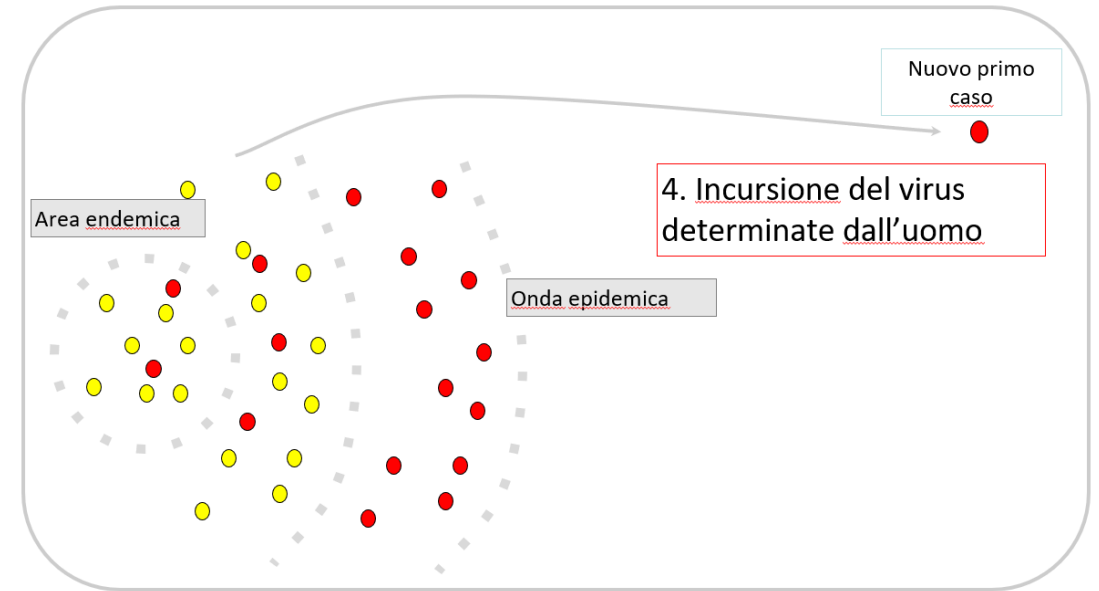 Nuovo primo
caso
4. Incursione del virus
determinate dall’uomo
Area endemica
Onda epidemica